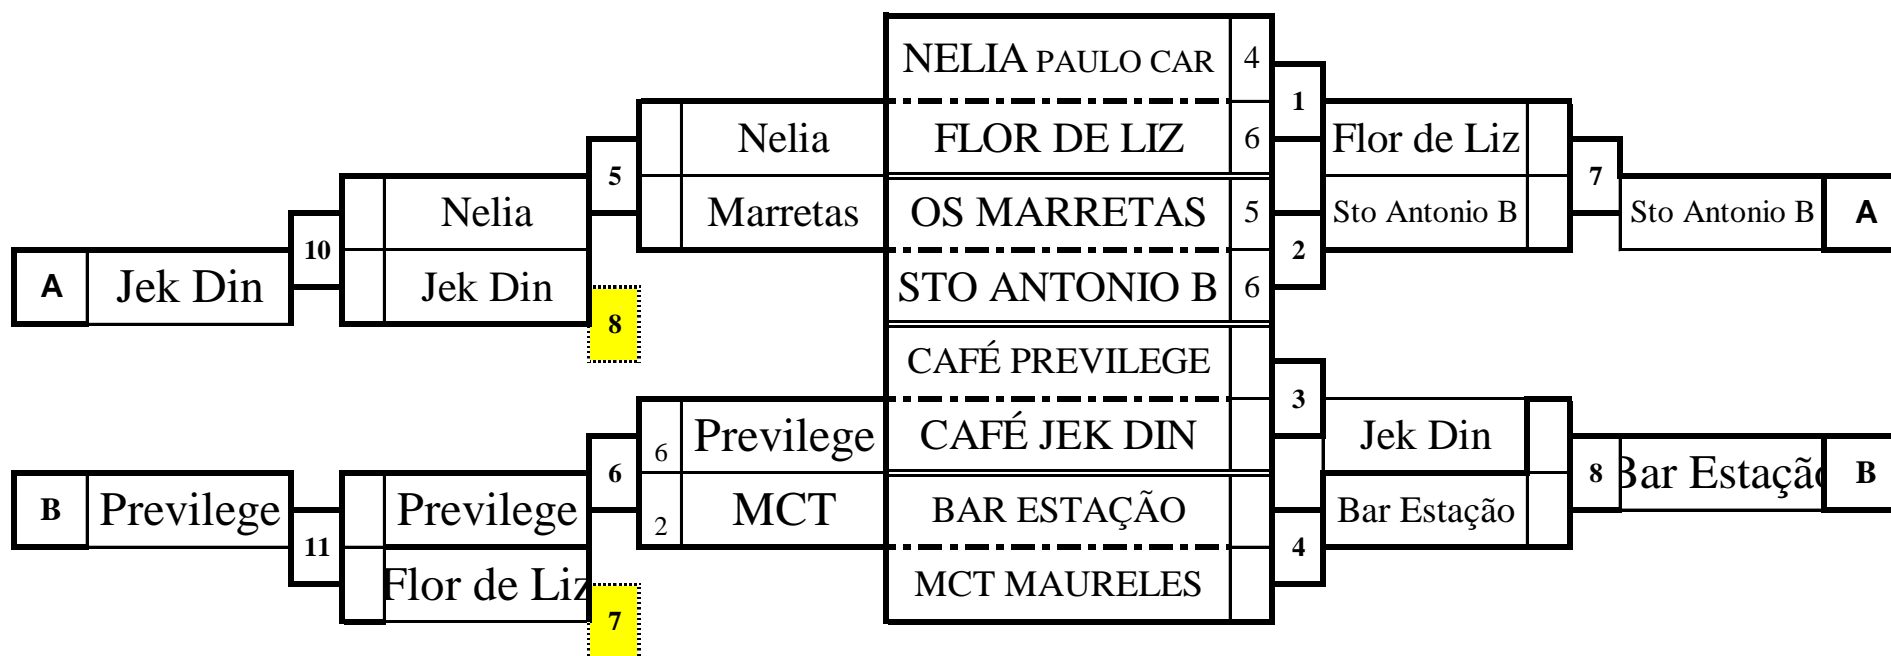 NELIA PAULO CAR 4
1
Nelia FLOR DE LIZ 6 Flor de Liz
5 7
Nelia Marretas OS MARRETAS 5 Sto Antonio B Sto Antonio B A
10 2
A Jek Din Jek Din STO ANTONIO B 6
8
CAFÉ PREVILEGE
3
6 Previlege CAFÉ JEK DIN Jek Din
6 8 Bar Estação B
B Previlege Previlege 2 MCT BAR ESTAÇÃO Bar Estação
11 4
Flor de Liz MCT MAURELES
7